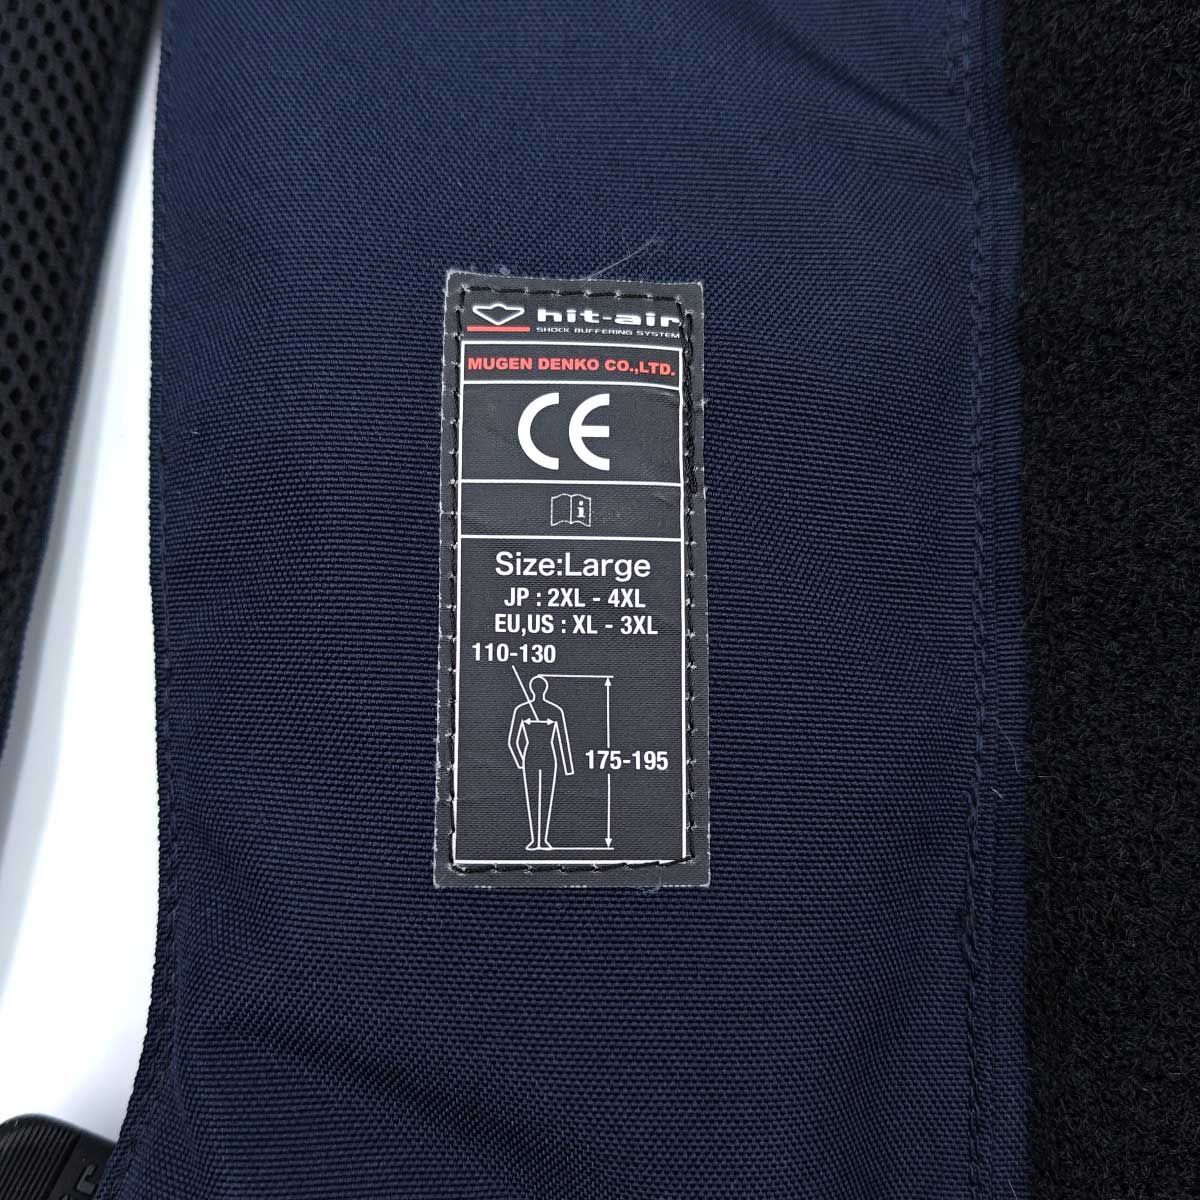 hit-air
SHOCK BUFFERING SYSTEM
MUGEN DENKO CO.,LTD.
CE
i
Size:Large
JP : 2XL - 4XL
EU,US : XL - 3XL
110-130
175-195